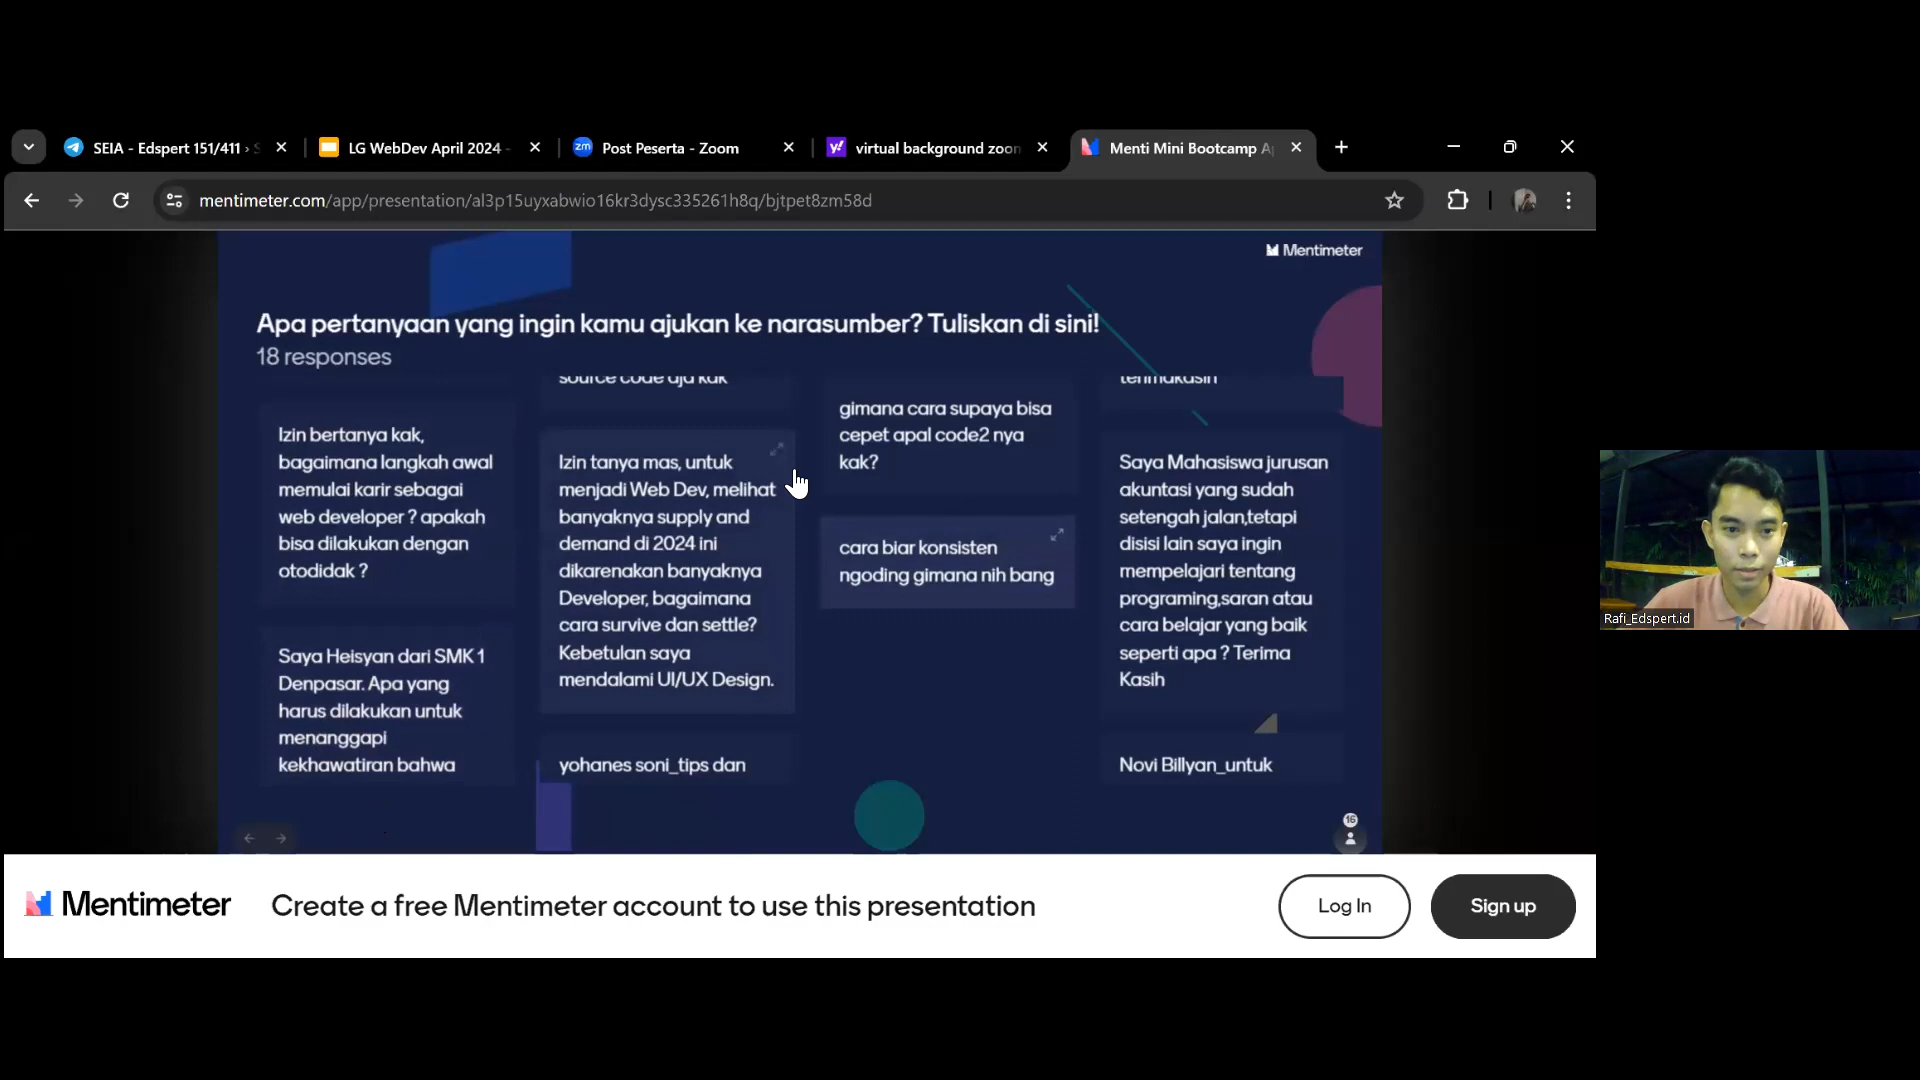 SEIA - Edspert 151/411 ›
LG WebDev April 2024 -
zm
Post Peserta - Zoom
virtual background zoom
Menti Mini Bootcamp A
mentimeter.com/app/presentation/al3p15uyxabwio16kr3dysc335261h8q/bjtpet8zm58d
Mentimeter
Apa pertanyaan yang ingin kamu ajukan ke narasumber? Tuliskan di sini!
18 responses
Izin bertanya kak,
bagaimana langkah awal
memulai karir sebagai
web developer ? apakah
bisa dilakukan dengan
otodidak ?
Saya Heisyan dari SMK 1
Denpasar. Apa yang
harus dilakukan untuk
menanggapi
kekhawatiran bahwa
source code aja kak
Izin tanya mas, untuk
menjadi Web Dev, melihat
banyaknya supply and
demand di 2024 ini
dikarenakan banyaknya
Developer, bagaimana
cara survive dan settle?
Kebetulan saya
mendalami UI/UX Design.
yohanes soni_tips dan
gimana cara supaya bisa
cepet apal code2 nya
kak?
cara biar konsisten
ngoding gimana nih bang
terimakasih
Saya Mahasiswa jurusan
akuntasi yang sudah
setengah jalan,tetapi
disisi lain saya ingin
mempelajari tentang
programing,saran atau
cara belajar yang baik
seperti apa ? Terima
Kasih
Novi Billyan_untuk
16
Mentimeter
Create a free Mentimeter account to use this presentation
Log In
Sign up
Rafi_Edspert.id